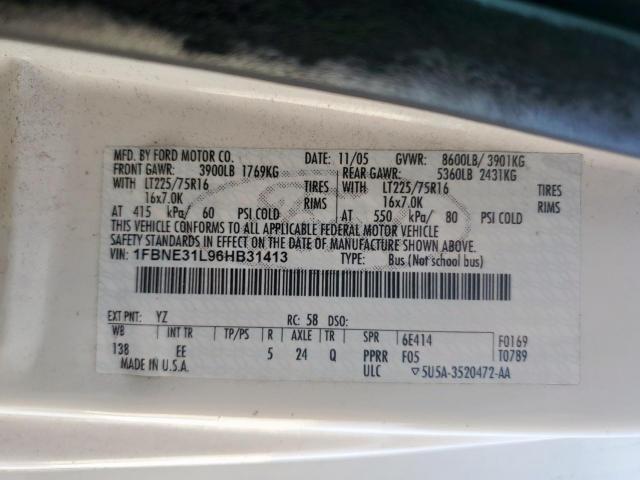 MFD. BY FORD MOTOR CO. DATE: 11/05 GVWR: 8600LB/ 3901KG
FRONT GAWR: 3900LB 1769KG REAR GAWR: 5360LB 2431KG
WITH LT225/75R16 TIRES WITH LT225/75R16 TIRES
16x7.0K RIMS 16x7.0K RIMS
AT 415 kPa/ 60 PSI COLD AT 550 kPa/ 80 PSI COLD
THIS VEHICLE CONFORMS TO ALL APPLICABLE FEDERAL MOTOR VEHICLE
SAFETY STANDARDS IN EFFECT ON THE DATE OF MANUFACTURE SHOWN ABOVE.
VIN: 1FBNE31L96HB31413 TYPE: Bus (Not school bus)
EXT PNT: YZ RC: 58 DSO:
WB INT TR TP/PS R AXLE TR SPR 6E414 F0169
138 EE 5 24 Q PPRR F05 T0789
MADE IN U.S.A. ULC ▽5U5A-3520472-AA